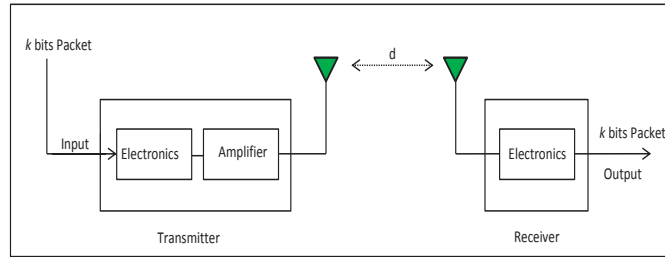 k bits Packet
d
Input
Electronics
Amplifier
Electronics
k bits Packet
Output
Transmitter
Receiver